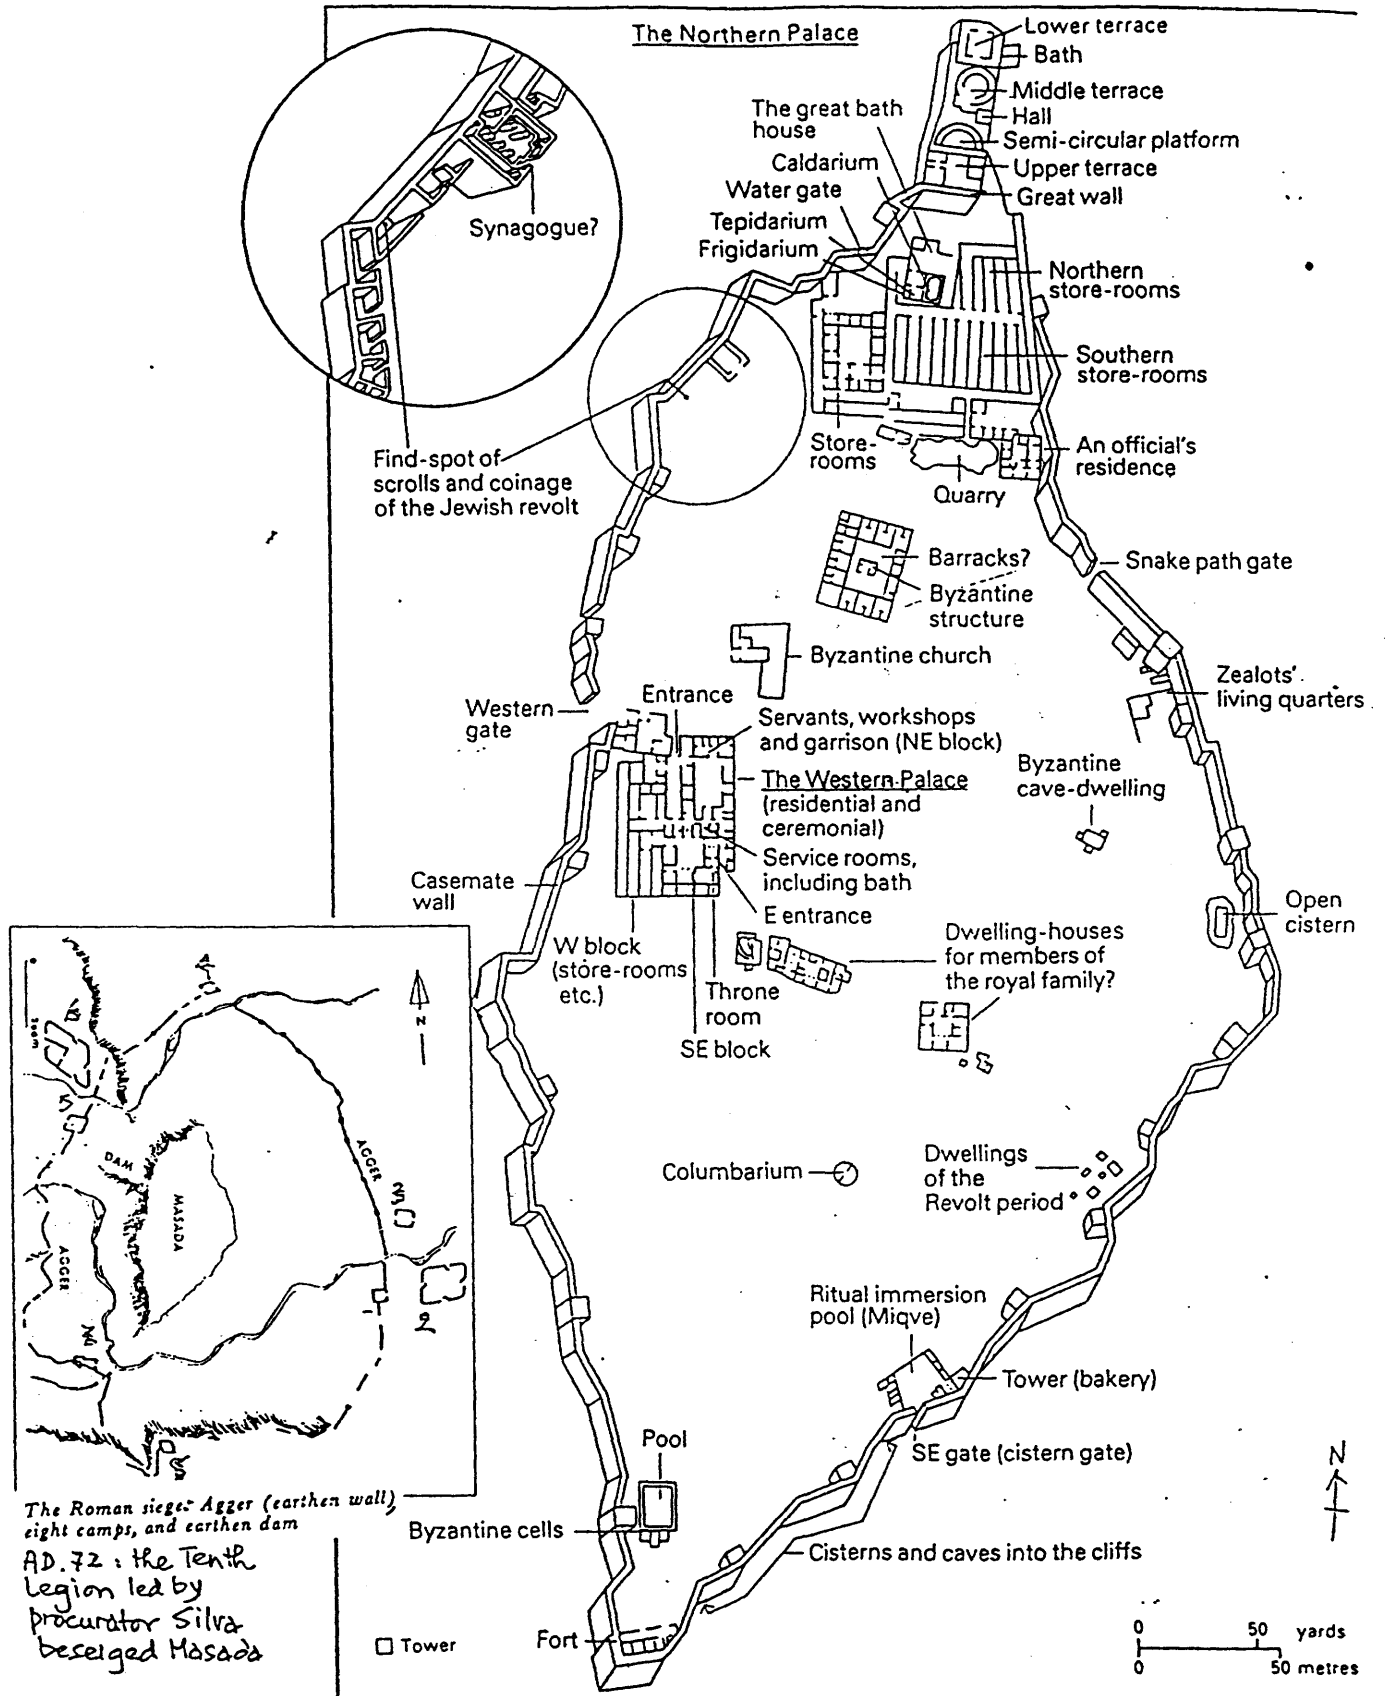 The Northern Palace
Lower terrace
Bath
Middle terrace
Hall
Semi-circular platform
Upper terrace
Great wall
The great bath
house
Caldarium
Water gate
Tepidarium
Frigidarium
Synagogue?
Northern
store-rooms
Southern
store-rooms
Store-
rooms
An official's
residence
Quarry
Find-spot of
scrolls and coinage
of the Jewish revolt
Barracks?
Byzantine
structure
Snake path gate
Byzantine church
Zealots'
living quarters
Western
gate
Entrance
Servants, workshops
and garrison (NE block)
The Western Palace
(residential and
ceremonial)
Service rooms,
including bath
E entrance
Byzantine
cave-dwelling
Casemate
wall
Open
cistern
W block
(store-rooms
etc.)
Throne
room
SE block
Dwelling-houses
for members of
the royal family?
N
AGGER
DAM
MASADA
AGGER
2
Columbarium
Dwellings
of the
Revolt period
Ritual immersion
pool (Miqve)
Tower (bakery)
SE gate (cistern gate)
Pool
Byzantine cells
Cisterns and caves into the cliffs
Fort
Tower
N
0 50 yards
0 50 metres
The Roman siege: Agger (earthen wall),
eight camps, and earthen dam
AD.72 : the Tenth
Legion led by
procurator Silva
beseiged Masada